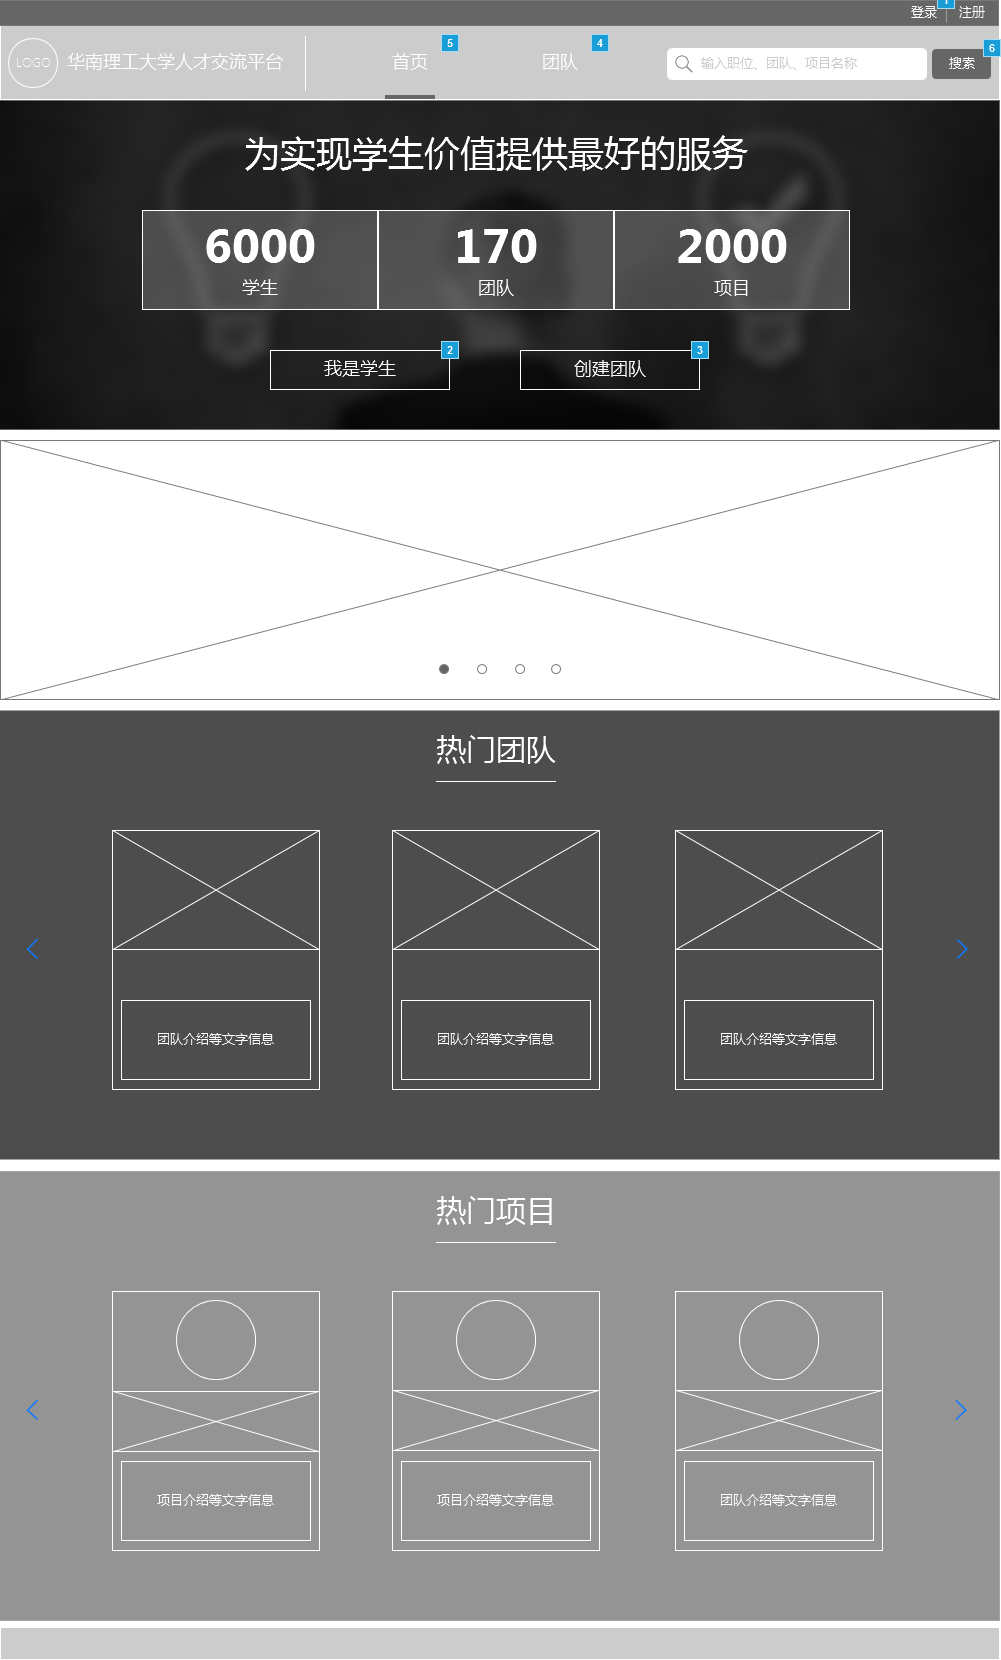 登录 1 注册
LOGO 华南理工大学人才交流平台 首页 5 团队 4 输入职位、团队、项目名称 搜索 6
为实现学生价值提供最好的服务
6000 170 2000
学生 团队 项目
我是学生 2 创建团队 3
热门团队
团队介绍等文字信息 团队介绍等文字信息 团队介绍等文字信息
热门项目
项目介绍等文字信息 项目介绍等文字信息 团队介绍等文字信息